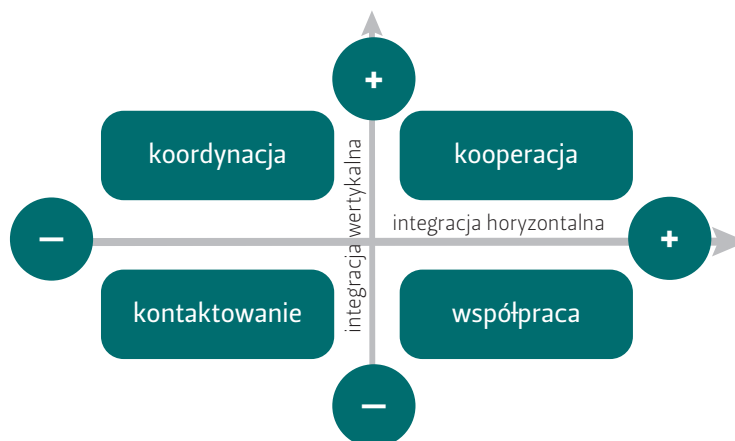 +
koordynacja
kooperacja
integracja wertykalna
integracja horyzontalna
–
+
kontaktowanie
współpraca
–